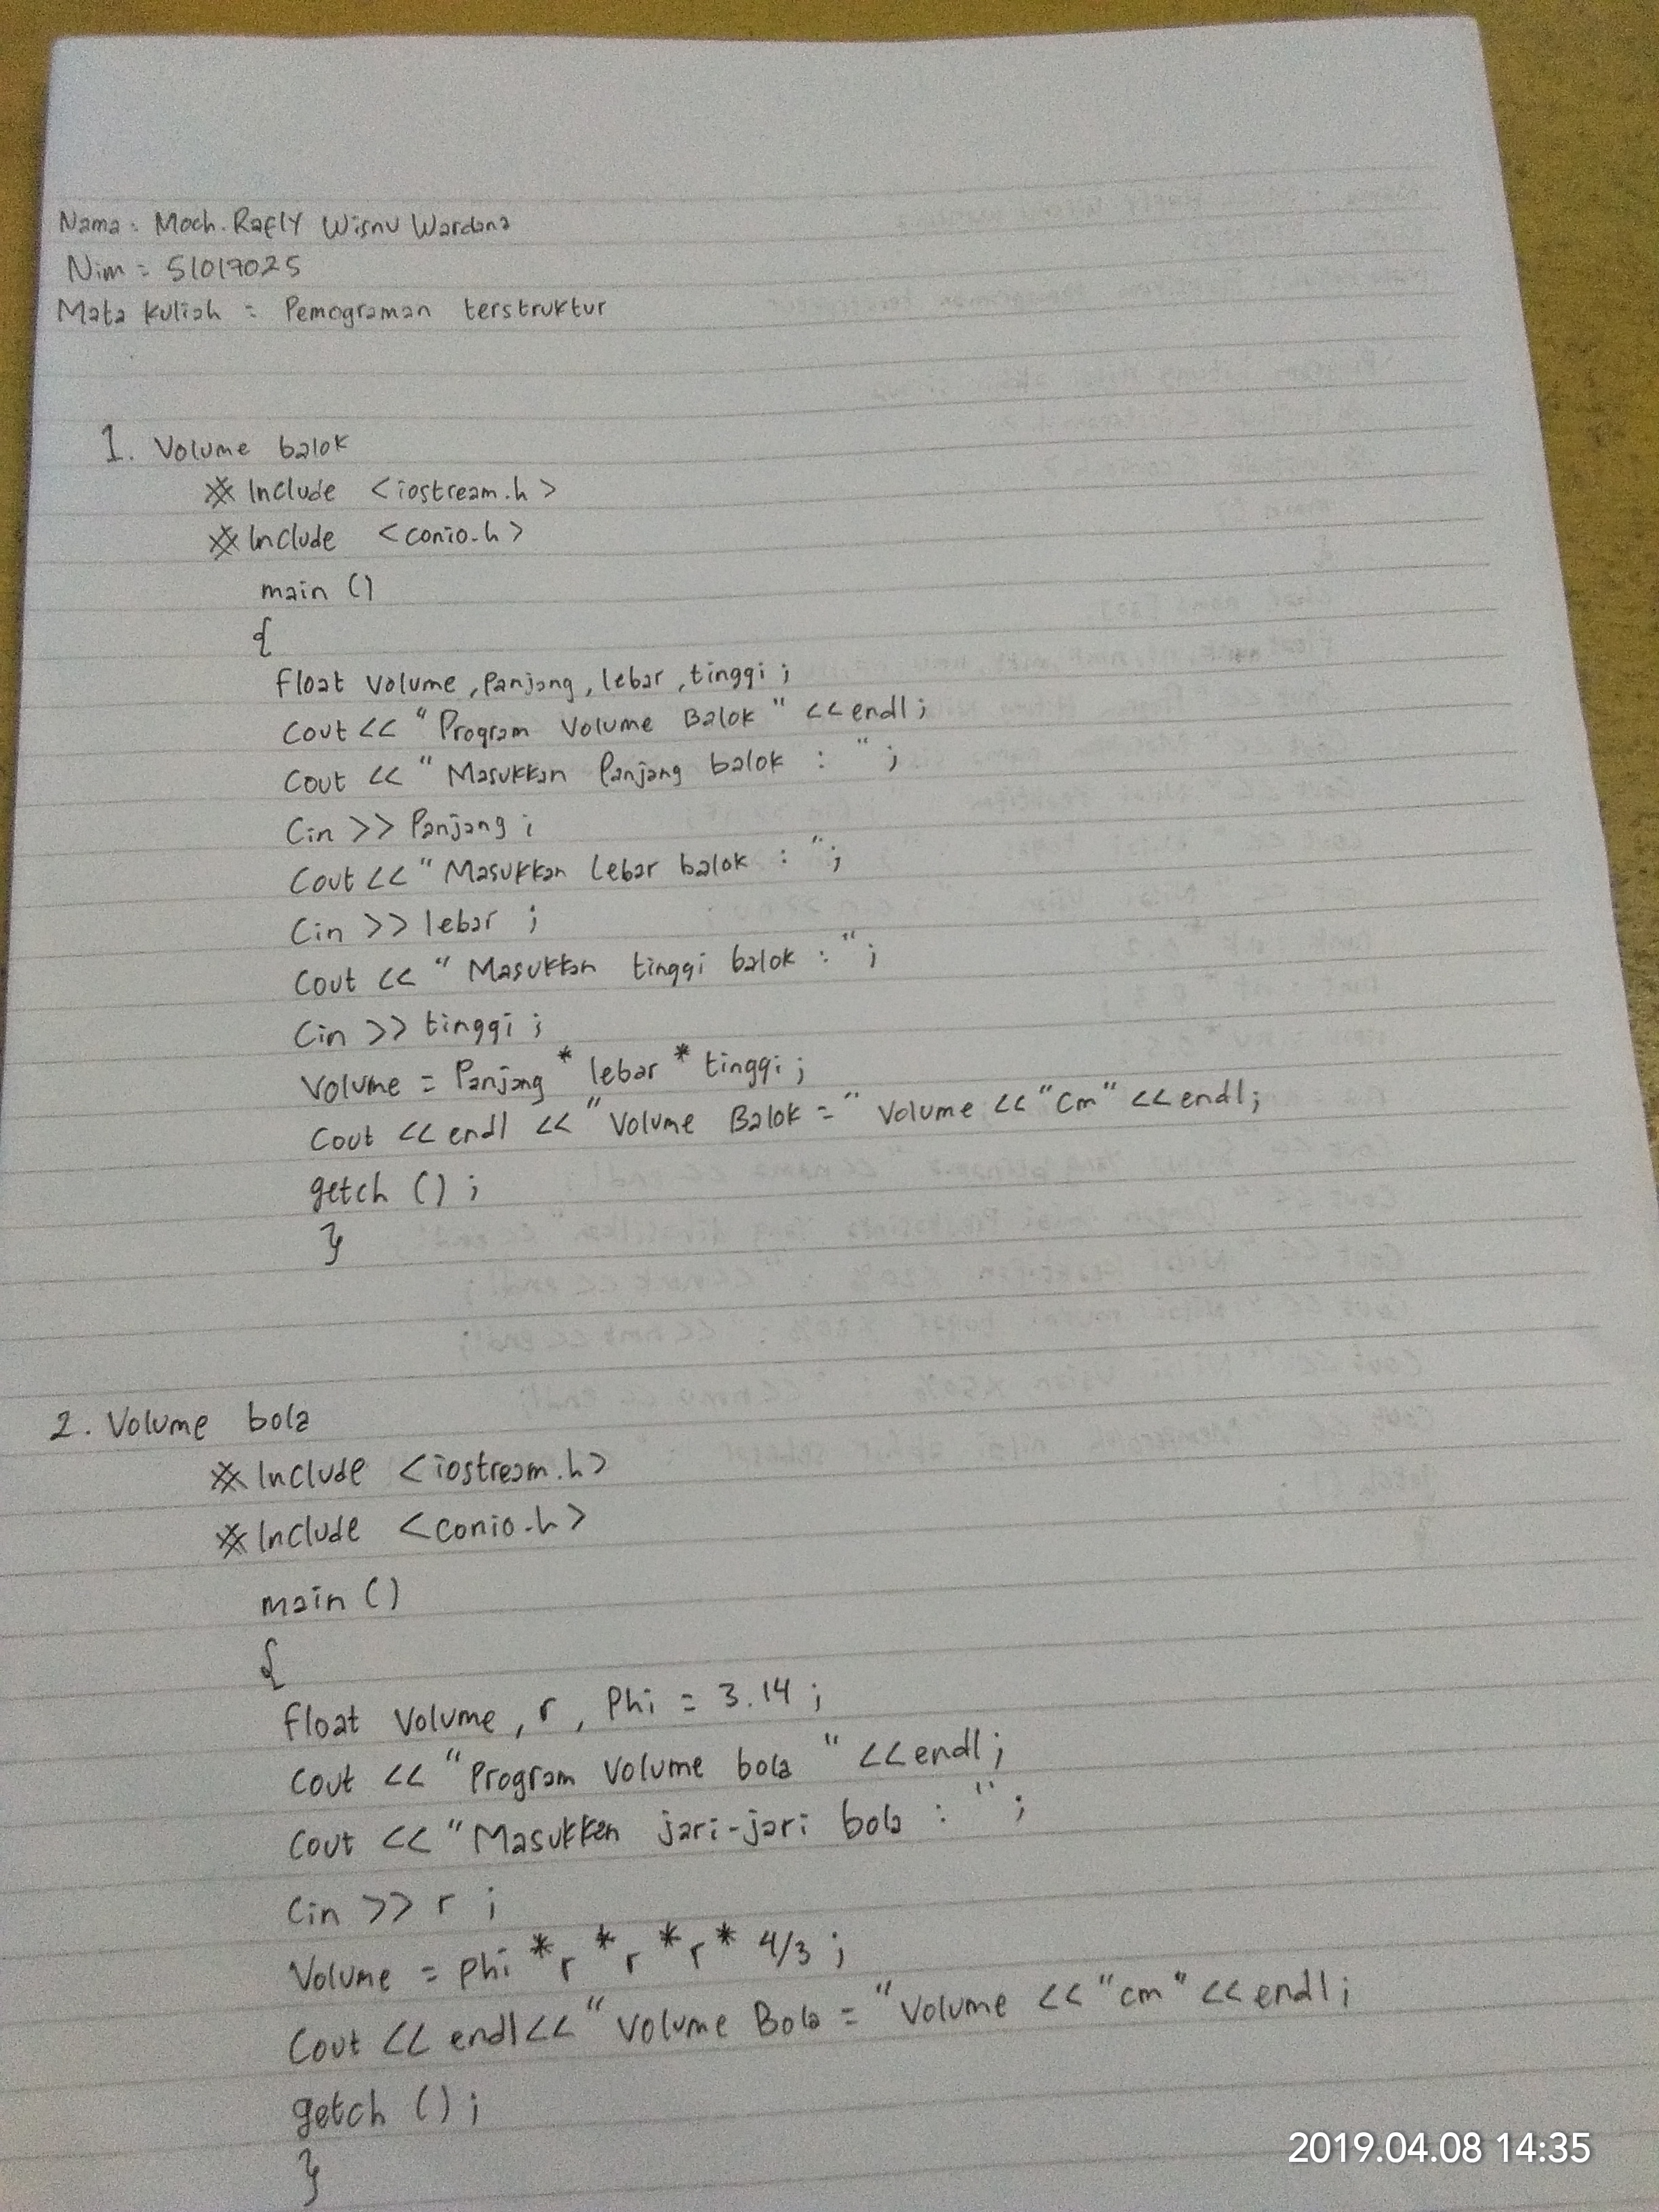 Nama : Moch. Rafly Wisnu Wardana
Nim = 51017025
Mata kuliah = Pemograman terstruktur
1. Volume balok
# Include <iostream.h>
# Include <conio.h>
main ()
{
float volume, Panjang, lebar, tinggi ;
Cout << " Program Volume Balok " << endl ;
Cout << " Masukkan Panjang balok : " ;
Cin >> Panjang ;
Cout << " Masukkan Lebar balok : " ;
Cin >> lebar ;
Cout << " Masukkan tinggi balok : " ;
Cin >> tinggi ;
Volume = Panjang * lebar * tinggi ;
Cout << endl << " Volume Balok = " Volume << "Cm" << endl ;
getch () ;
}
2. Volume bola
# Include <iostream.h>
# Include <conio.h>
main ()
{
float Volume, r, Phi = 3.14 ;
Cout << " Program Volume bola " << endl ;
Cout << " Masukkan jari-jari bola : " ;
Cin >> r ;
Volume = Phi * r * r * r * 4/3 ;
Cout << endl << " Volume Bola = " Volume << "cm" << endl ;
getch () ;
}
2019.04.08 14:35